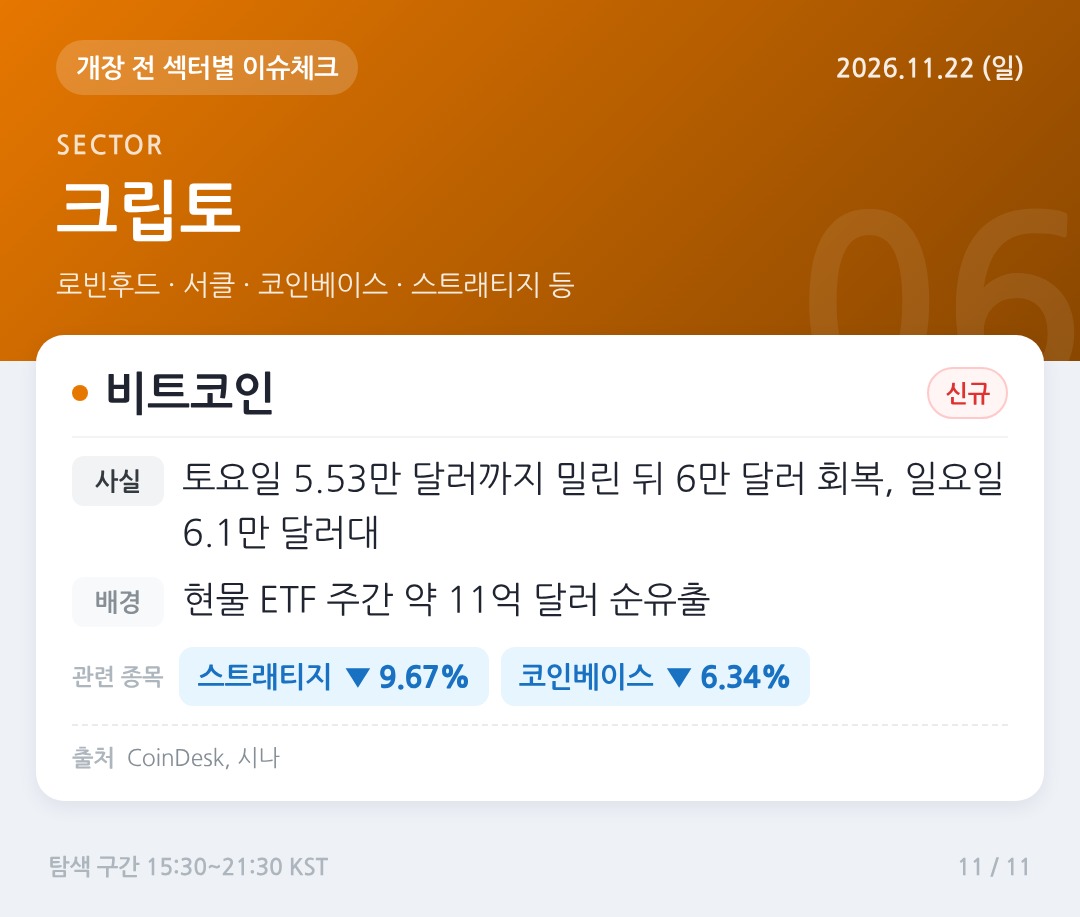 개장 전 섹터별 이슈체크
2026.11.22 (일)
SECTOR
크립토
로빈후드 · 서클 · 코인베이스 · 스트래티지 등
06
비트코인
신규
사실 토요일 5.53만 달러까지 밀린 뒤 6만 달러 회복, 일요일
6.1만 달러대
배경 현물 ETF 주간 약 11억 달러 순유출
관련 종목 스트래티지 ▼ 9.67% 코인베이스 ▼ 6.34%
출처 CoinDesk, 시나
탐색 구간 15:30~21:30 KST
11 / 11